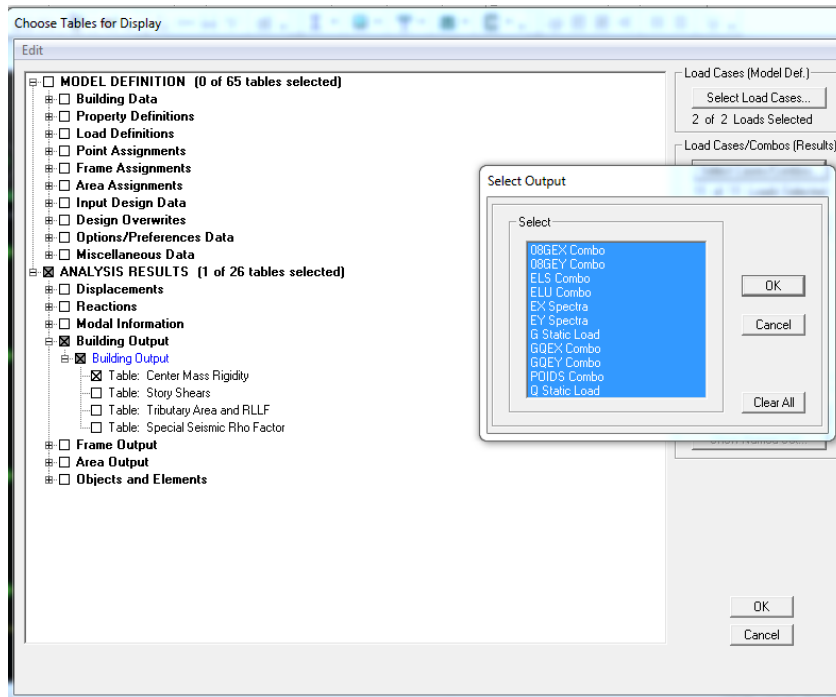 Choose Tables for Display
Edit
MODEL DEFINITION (0 of 65 tables selected)
Building Data
Property Definitions
Load Definitions
Point Assignments
Frame Assignments
Area Assignments
Input Design Data
Design Overwrites
Options/Preferences Data
Miscellaneous Data
ANALYSIS RESULTS (1 of 26 tables selected)
Displacements
Reactions
Modal Information
Building Output
Building Output
Table: Center Mass Rigidity
Table: Story Shears
Table: Tributary Area and RLLF
Table: Special Seismic Rho Factor
Frame Output
Area Output
Objects and Elements
Load Cases (Model Def.)
Select Load Cases...
2 of 2 Loads Selected
Load Cases/Combos (Results)
Select Output
Select
08GEX Combo
08GEY Combo
ELS Combo
ELU Combo
EX Spectra
EY Spectra
G Static Load
GQEX Combo
GQEY Combo
POIDS Combo
Q Static Load
OK
Cancel
Clear All
OK
Cancel